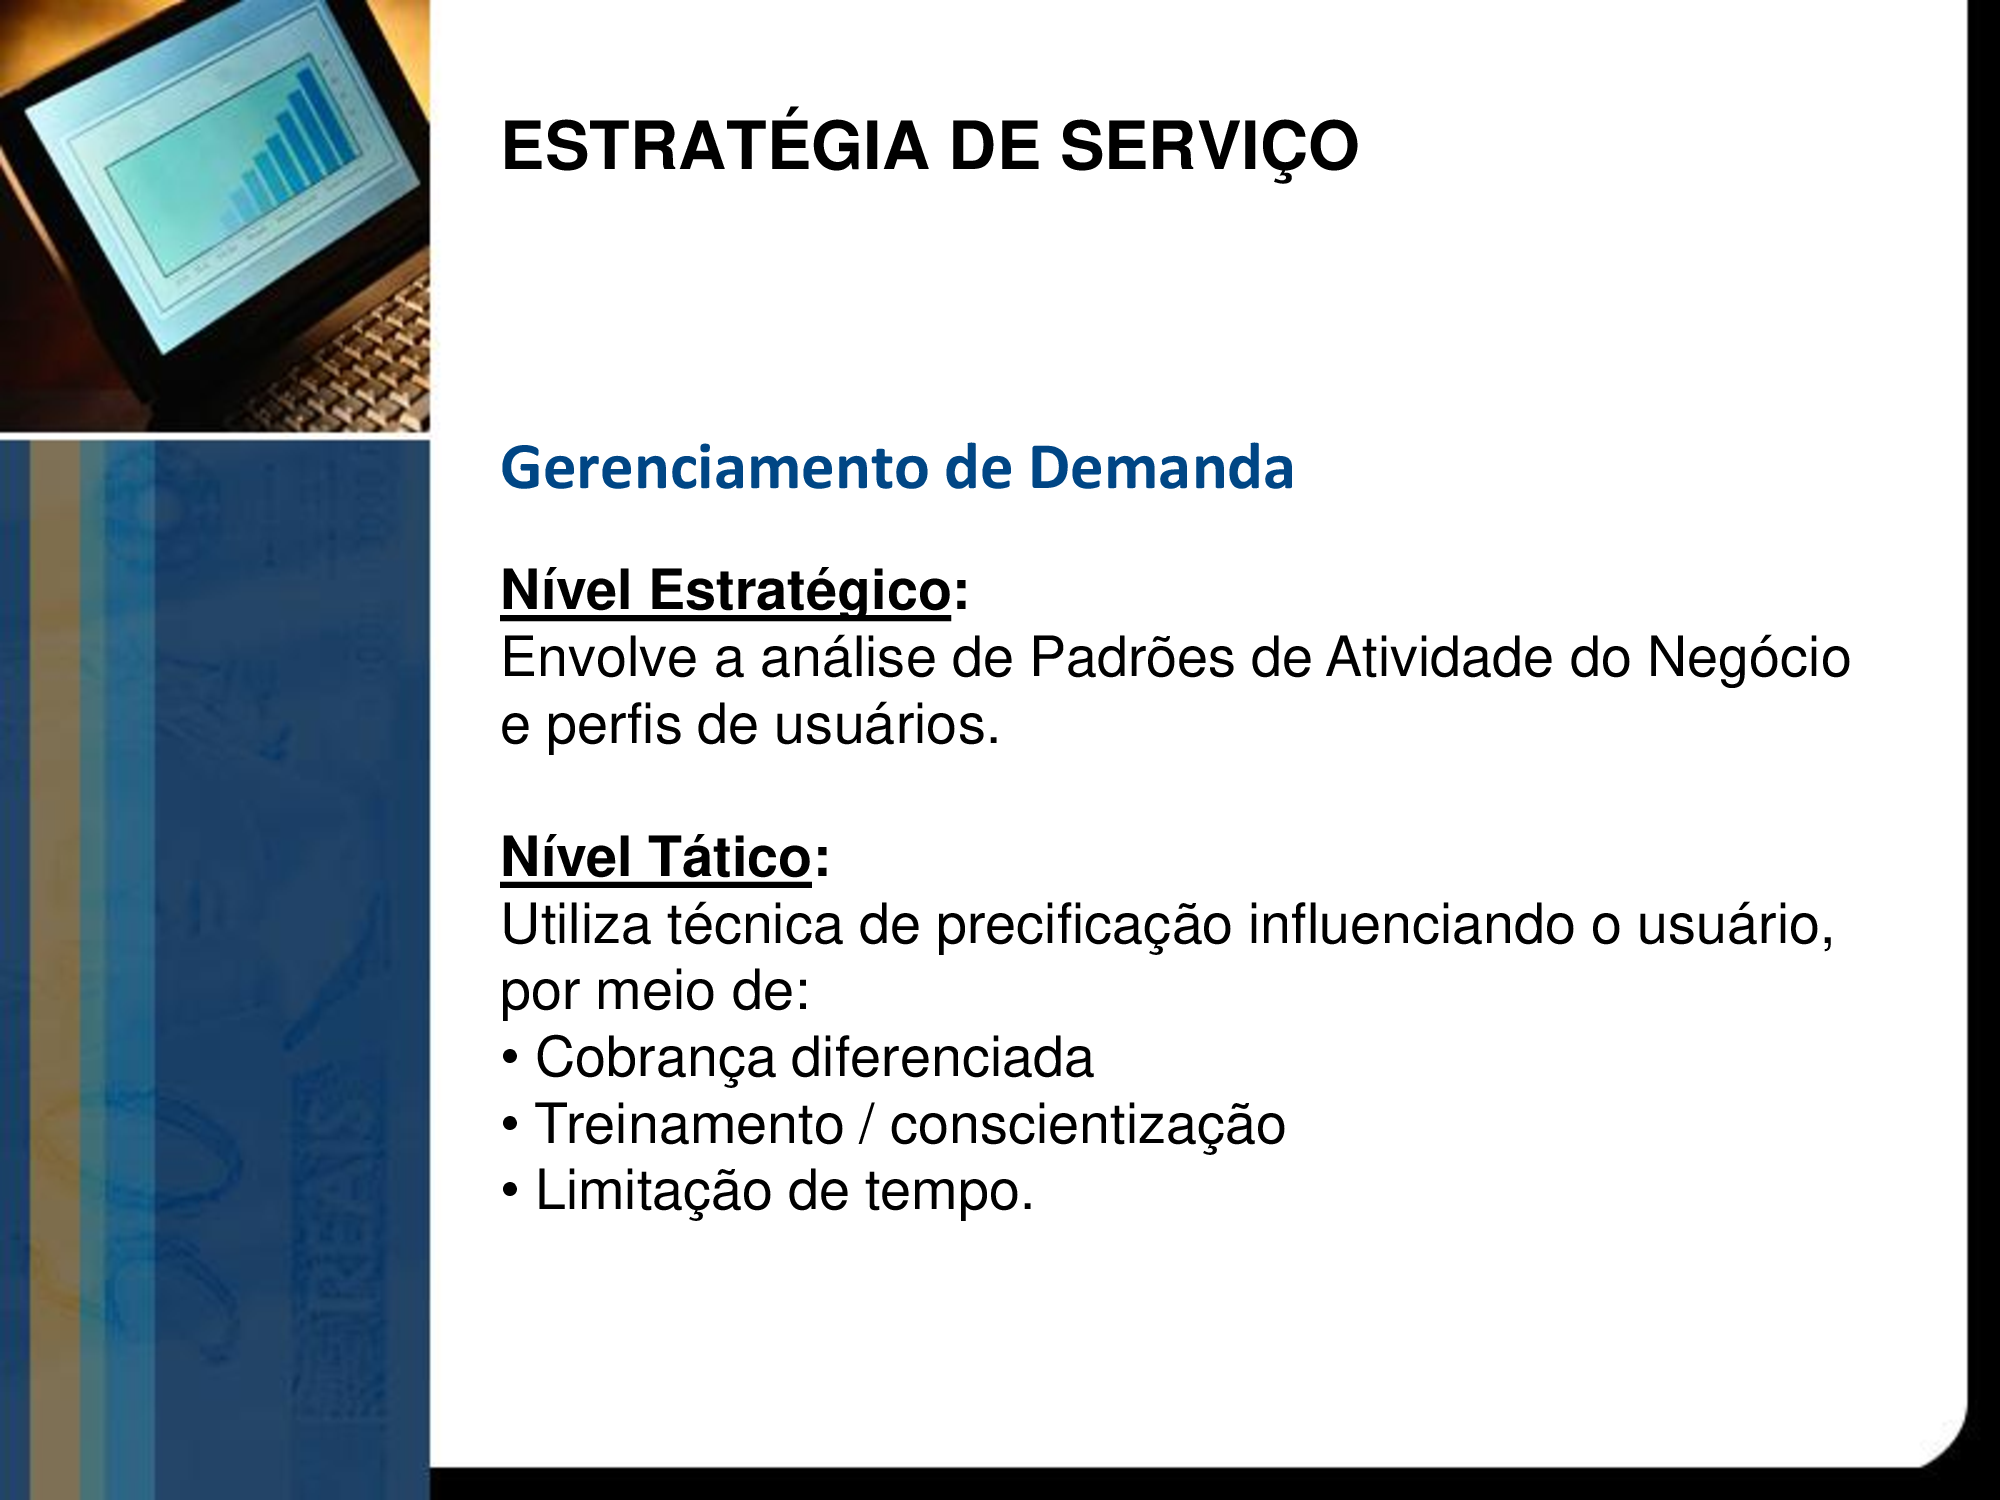 ESTRATÉGIA DE SERVIÇO
Gerenciamento de Demanda
Nível Estratégico:
Envolve a análise de Padrões de Atividade do Negócio
e perfis de usuários.
Nível Tático:
Utiliza técnica de precificação influenciando o usuário,
por meio de:
• Cobrança diferenciada
• Treinamento / conscientização
• Limitação de tempo.
REAIS